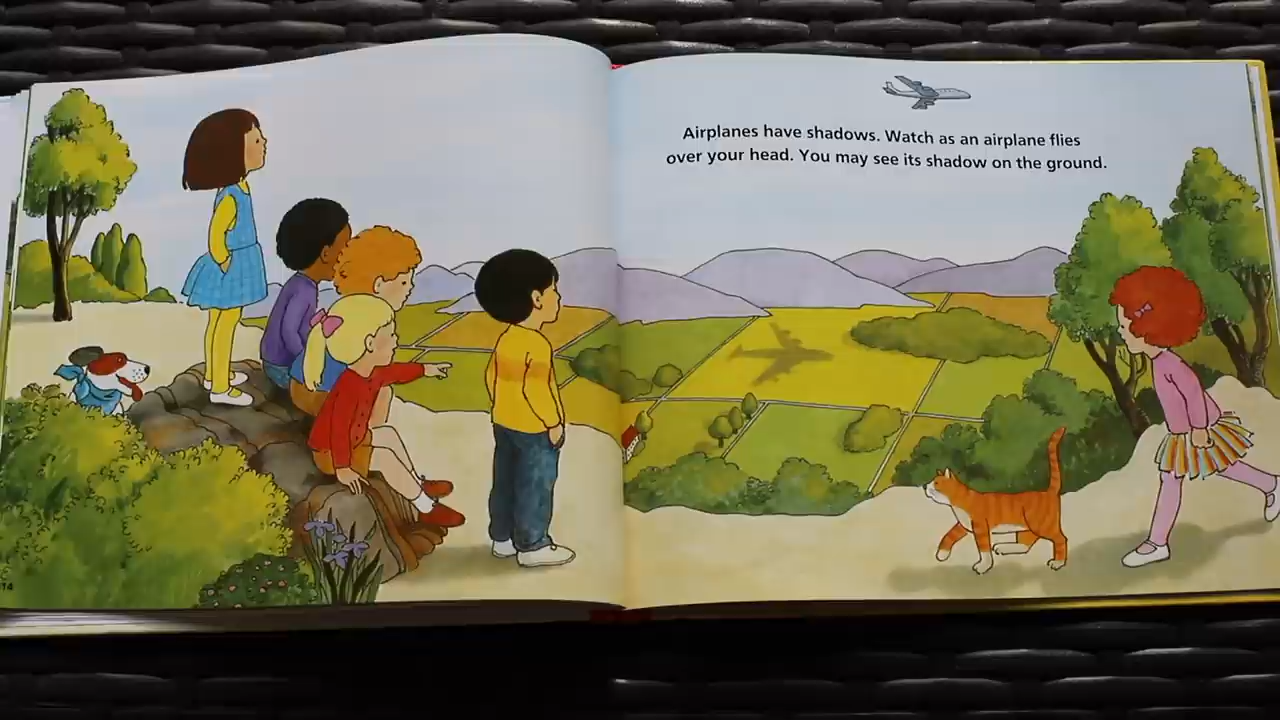 Airplanes have shadows. Watch as an airplane flies
over your head. You may see its shadow on the ground.
14